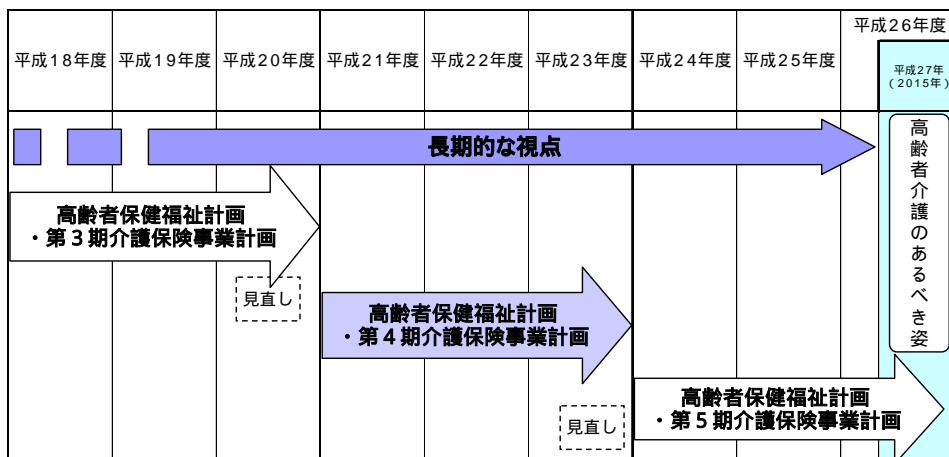 平成18年度
平成19年度
平成20年度
平成21年度
平成22年度
平成23年度
平成24年度
平成25年度
平成26年度
平成27年
(2015年)
長期的な視点
高齢者介護のあるべき姿
高齢者保健福祉計画
・第3期介護保険事業計画
見直し
高齢者保健福祉計画
・第4期介護保険事業計画
見直し
高齢者保健福祉計画
・第5期介護保険事業計画